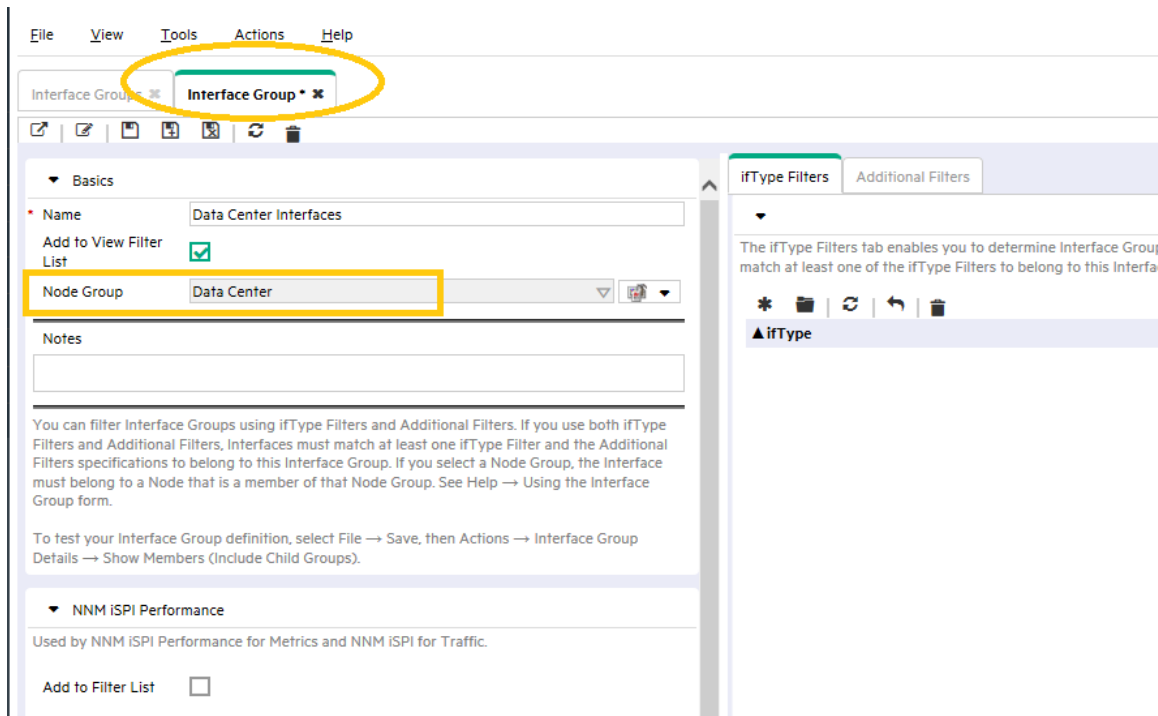 File View Tools Actions Help
Interface Groups ✖ Interface Group * ✖
Basics
* Name Data Center Interfaces
Add to View Filter
List
Node Group Data Center
Notes
You can filter Interface Groups using ifType Filters and Additional Filters. If you use both ifType
Filters and Additional Filters, Interfaces must match at least one ifType Filter and the Additional
Filters specifications to belong to this Interface Group. If you select a Node Group, the Interface
must belong to a Node that is a member of that Node Group. See Help → Using the Interface
Group form.
To test your Interface Group definition, select File → Save, then Actions → Interface Group
Details → Show Members (Include Child Groups).
NNM iSPI Performance
Used by NNM iSPI Performance for Metrics and NNM iSPI for Traffic.
Add to Filter List
ifType Filters Additional Filters
The ifType Filters tab enables you to determine Interface Group
match at least one of the ifType Filters to belong to this Interfa
▲ifType